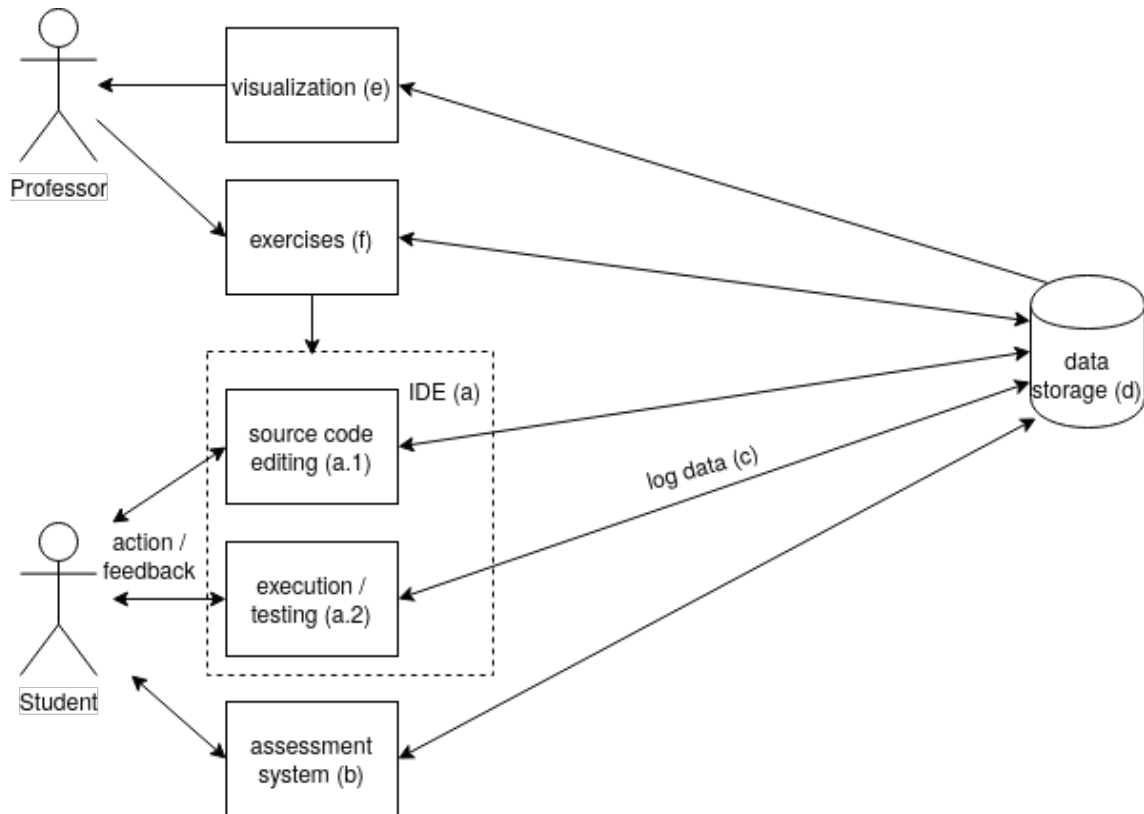 visualization (e)
Professor
exercises (f)
IDE (a)
data
storage (d)
source code
editing (a.1)
log data (c)
action /
feedback
execution /
testing (a.2)
Student
assessment
system (b)